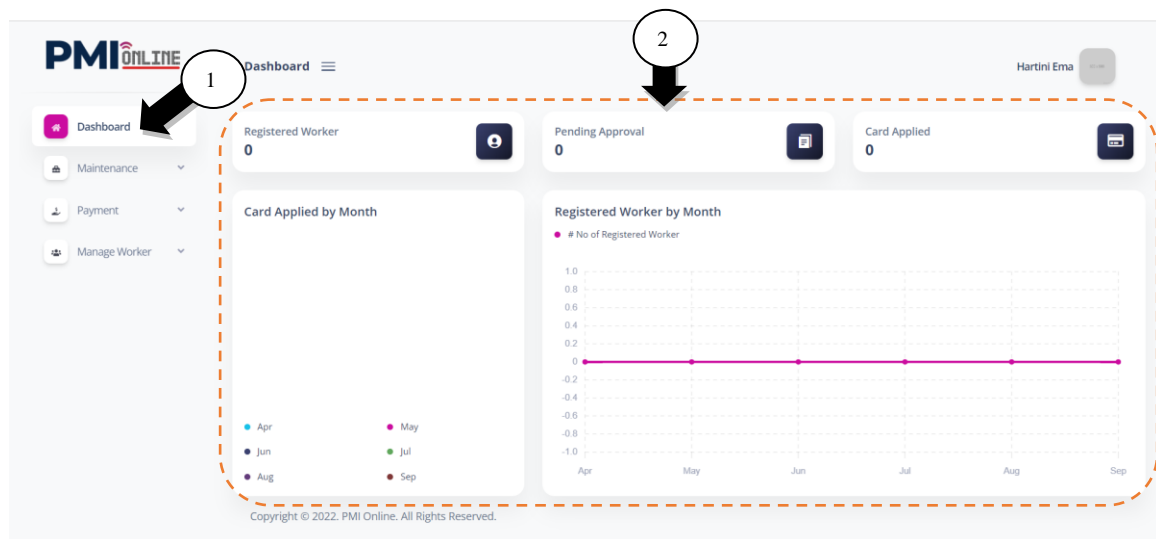 2
PMI ONLINE
1
Dashboard
Hartini Ema
Dashboard
Maintenance
Payment
Manage Worker
Registered Worker
0
Pending Approval
0
Card Applied
0
Card Applied by Month
Apr
May
Jun
Jul
Aug
Sep
Registered Worker by Month
# No of Registered Worker
1.0
0.8
0.6
0.4
0.2
0
-0.2
-0.4
-0.6
-0.8
-1.0
Apr May Jun Jul Aug Sep
Copyright © 2022. PMI Online. All Rights Reserved.